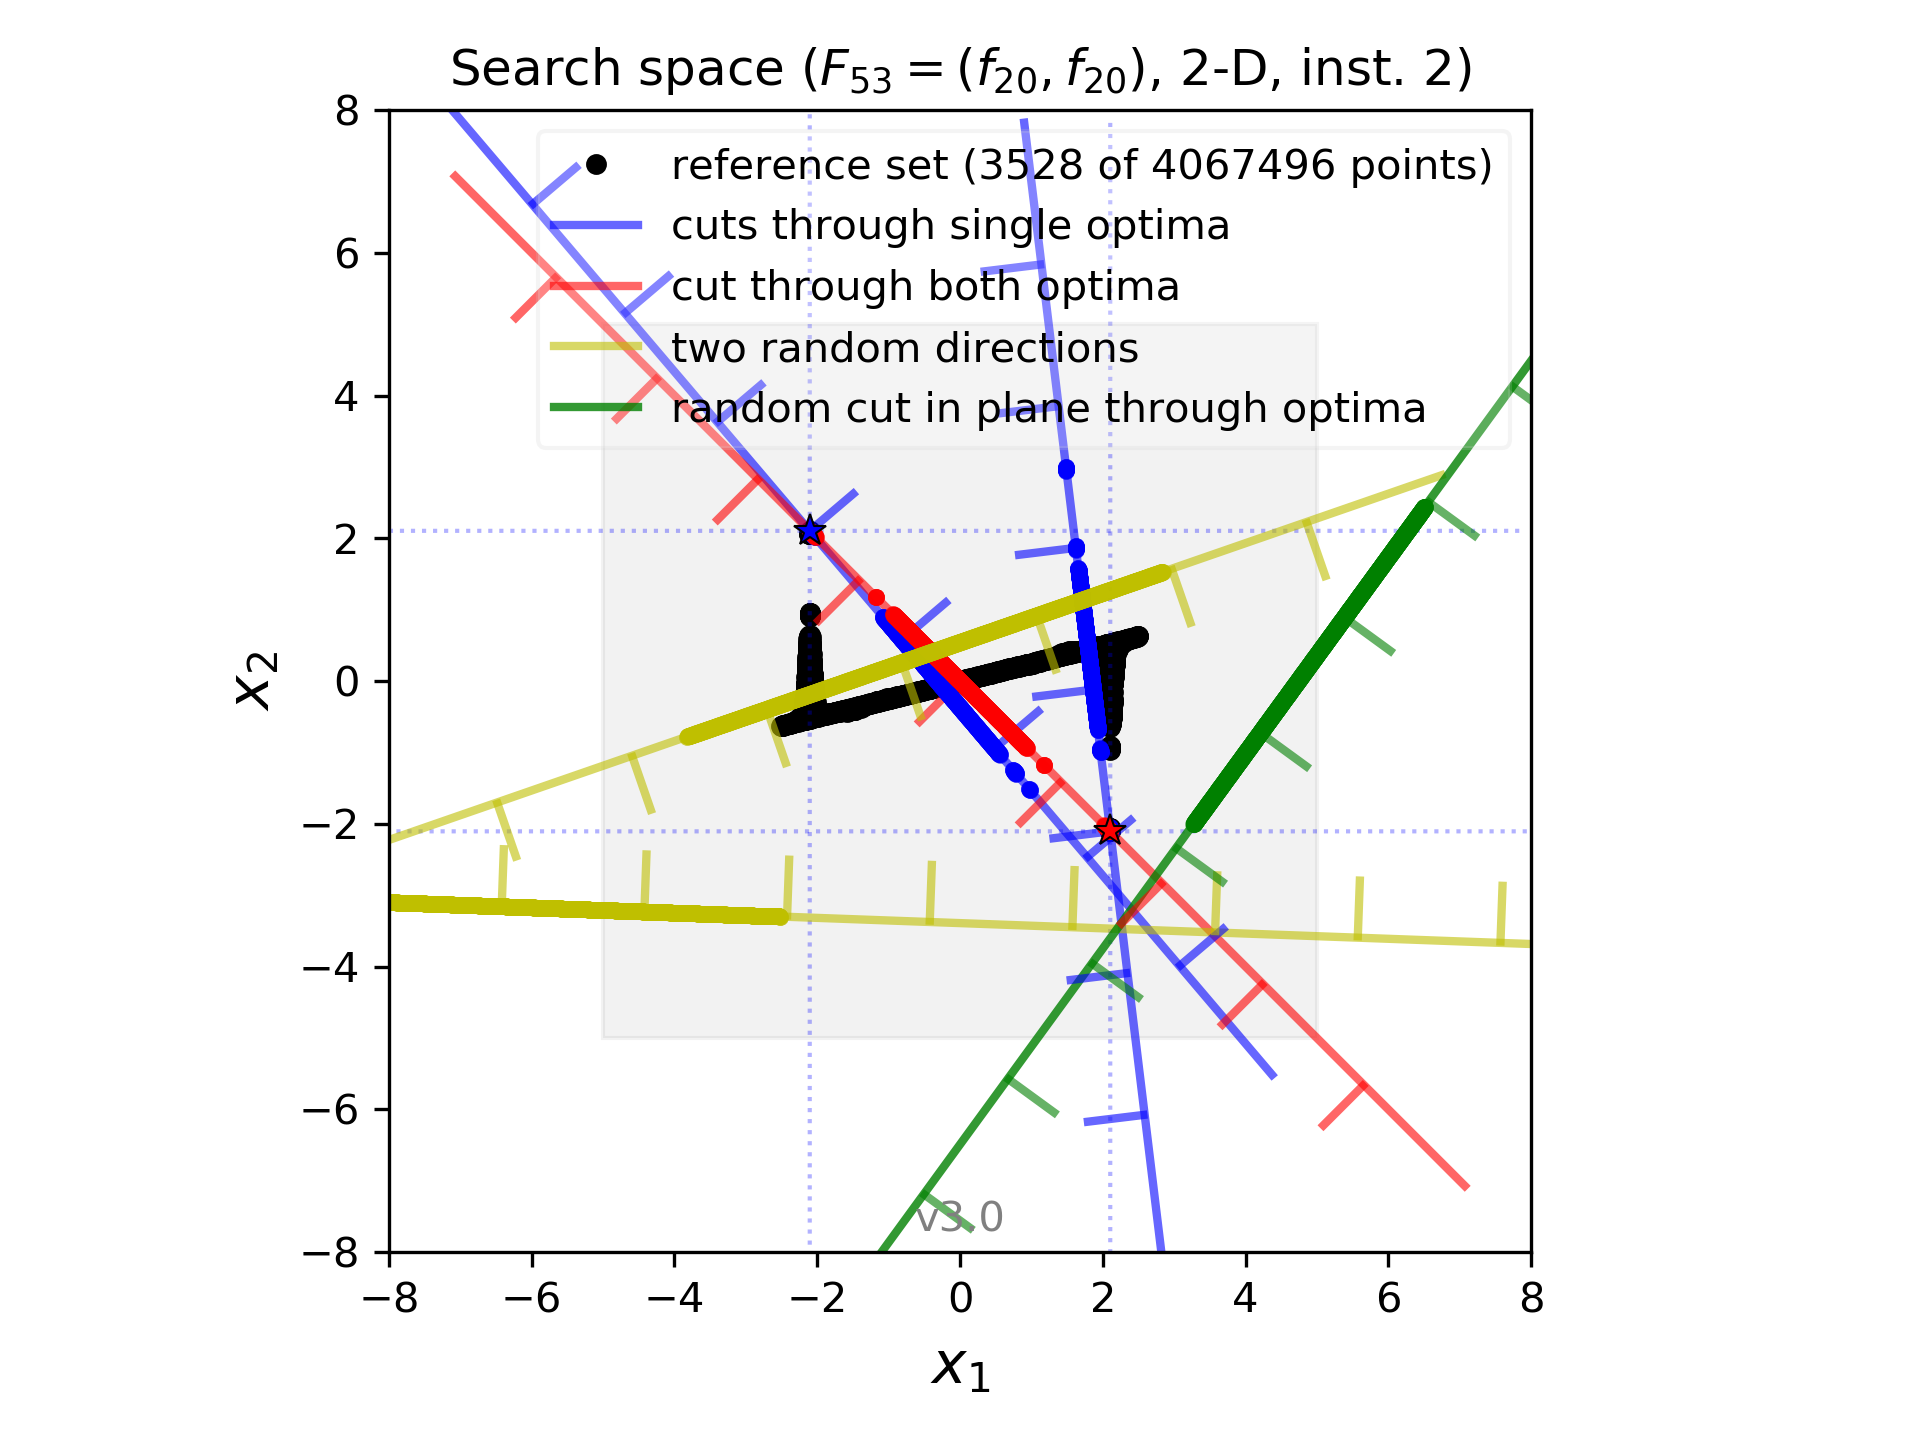 Search space (F53 = (f20, f20), 2-D, inst. 2)
reference set (3528 of 4067496 points)
cuts through single optima
cut through both optima
two random directions
random cut in plane through optima
8
6
4
2
0
−2
−4
−6
−8
x2
v3.0
−8 −6 −4 −2 0 2 4 6 8
x1